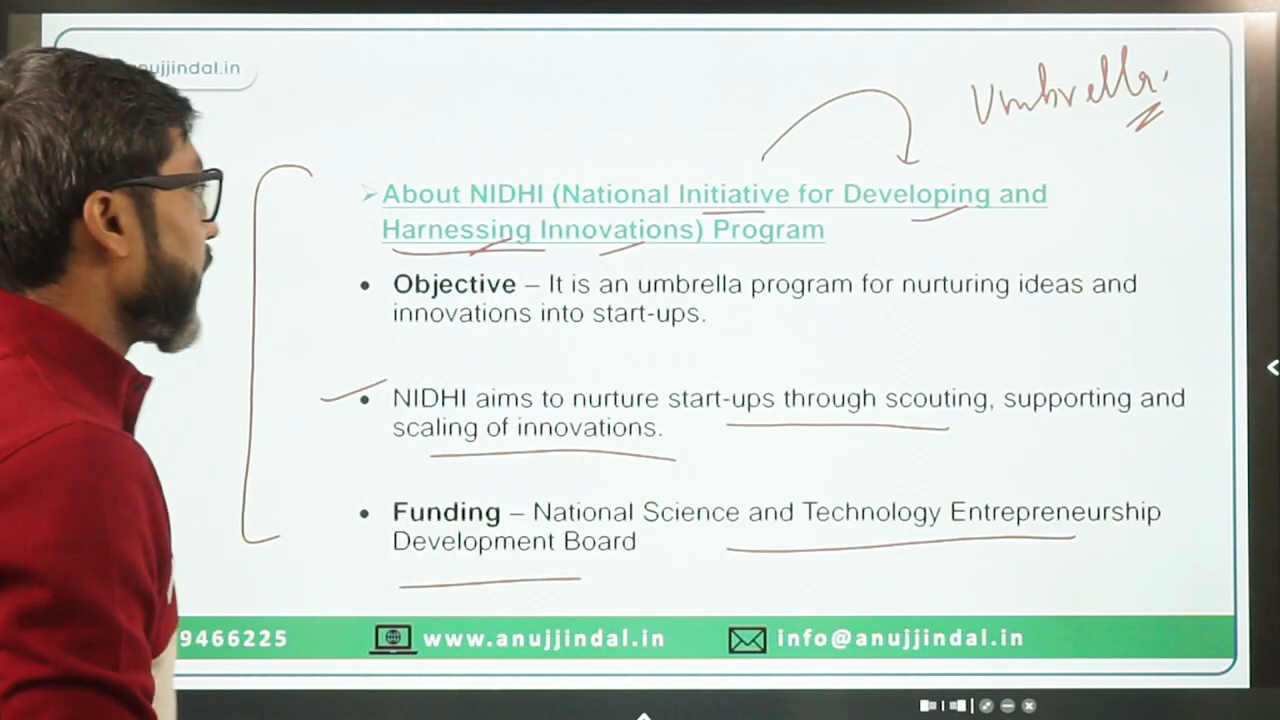 nujjindal.in
Umbrella.
About NIDHI (National Initiative for Developing and
Harnessing Innovations) Program
• Objective – It is an umbrella program for nurturing ideas and
innovations into start-ups.
• NIDHI aims to nurture start-ups through scouting, supporting and
scaling of innovations.
• Funding – National Science and Technology Entrepreneurship
Development Board
9466225 www.anujjindal.in info@anujjindal.in